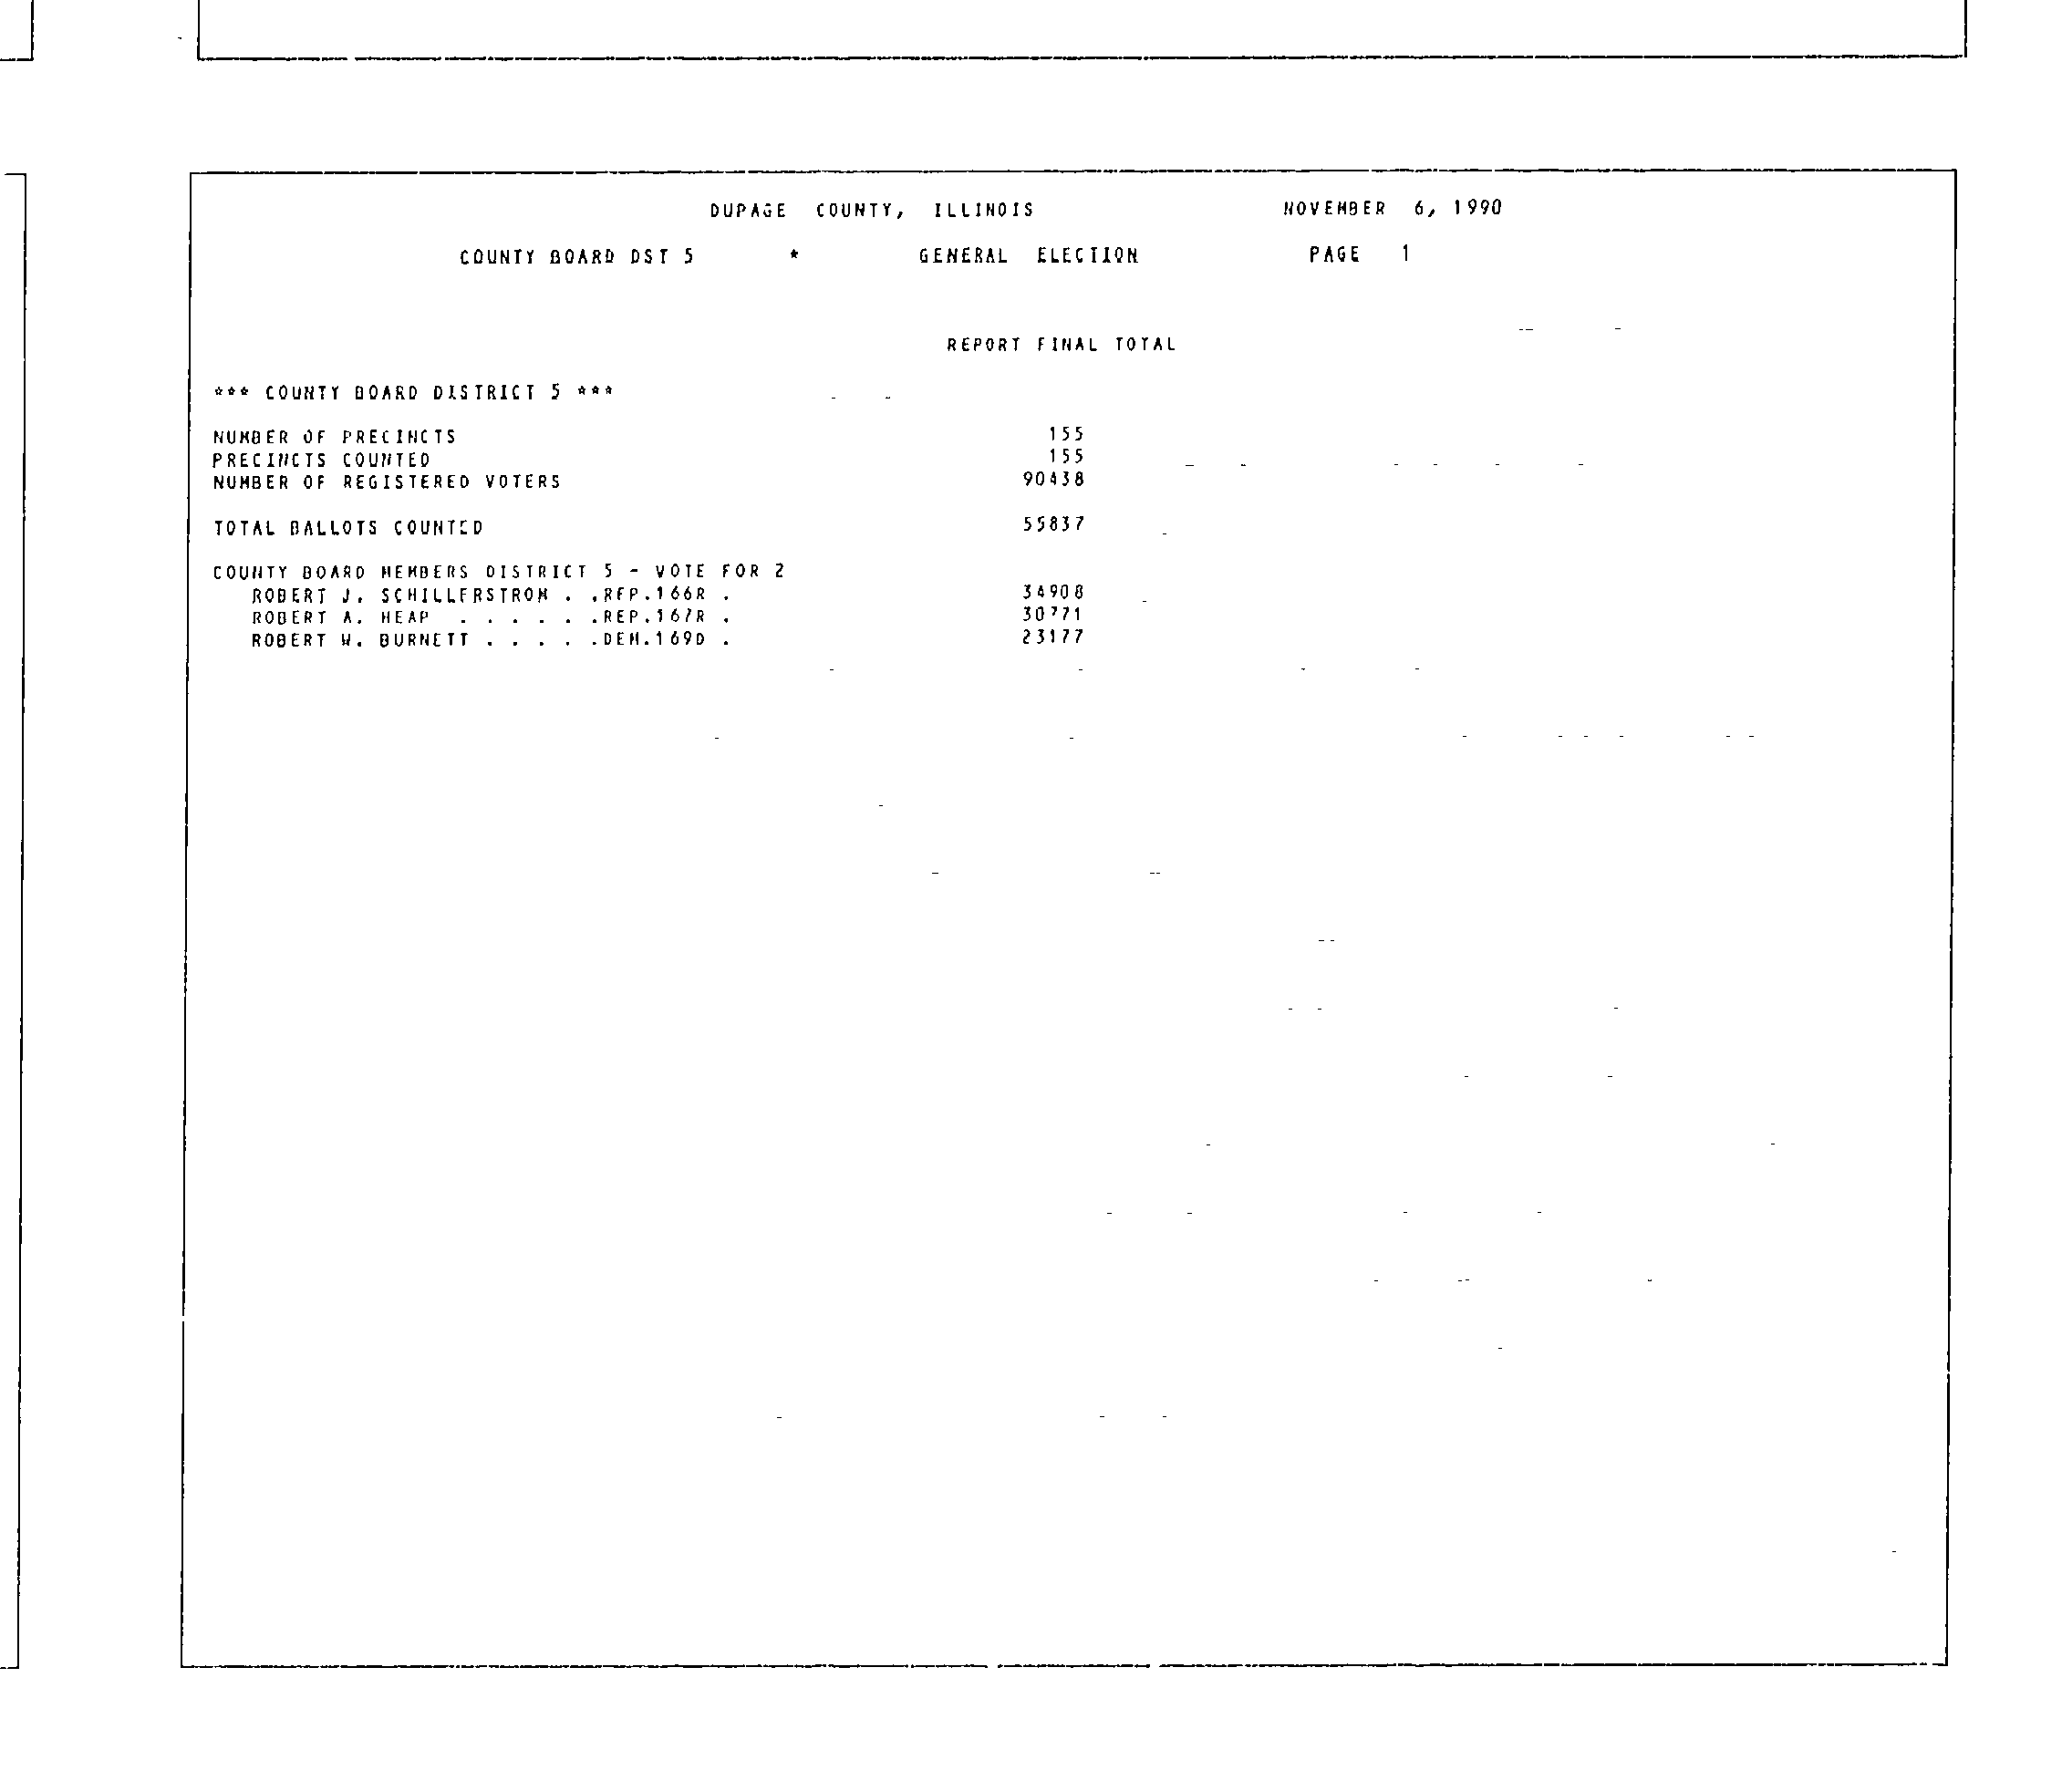 DUPAGE COUNTY, ILLINOIS NOVEMBER 6, 1990
COUNTY BOARD DST 5 * GENERAL ELECTION PAGE 1
REPORT FINAL TOTAL
*** COUNTY BOARD DISTRICT 5 ***
NUMBER OF PRECINCTS 155
PRECINCTS COUNTED 155
NUMBER OF REGISTERED VOTERS 90438
TOTAL BALLOTS COUNTED 55837
COUNTY BOARD MEMBERS DISTRICT 5 - VOTE FOR 2
ROBERT J. SCHILLERSTROM . .REP.166R . 34908
ROBERT A. HEAP . . . . . .REP.167R . 30771
ROBERT W. BURNETT . . . . .DEM.169D . 23177